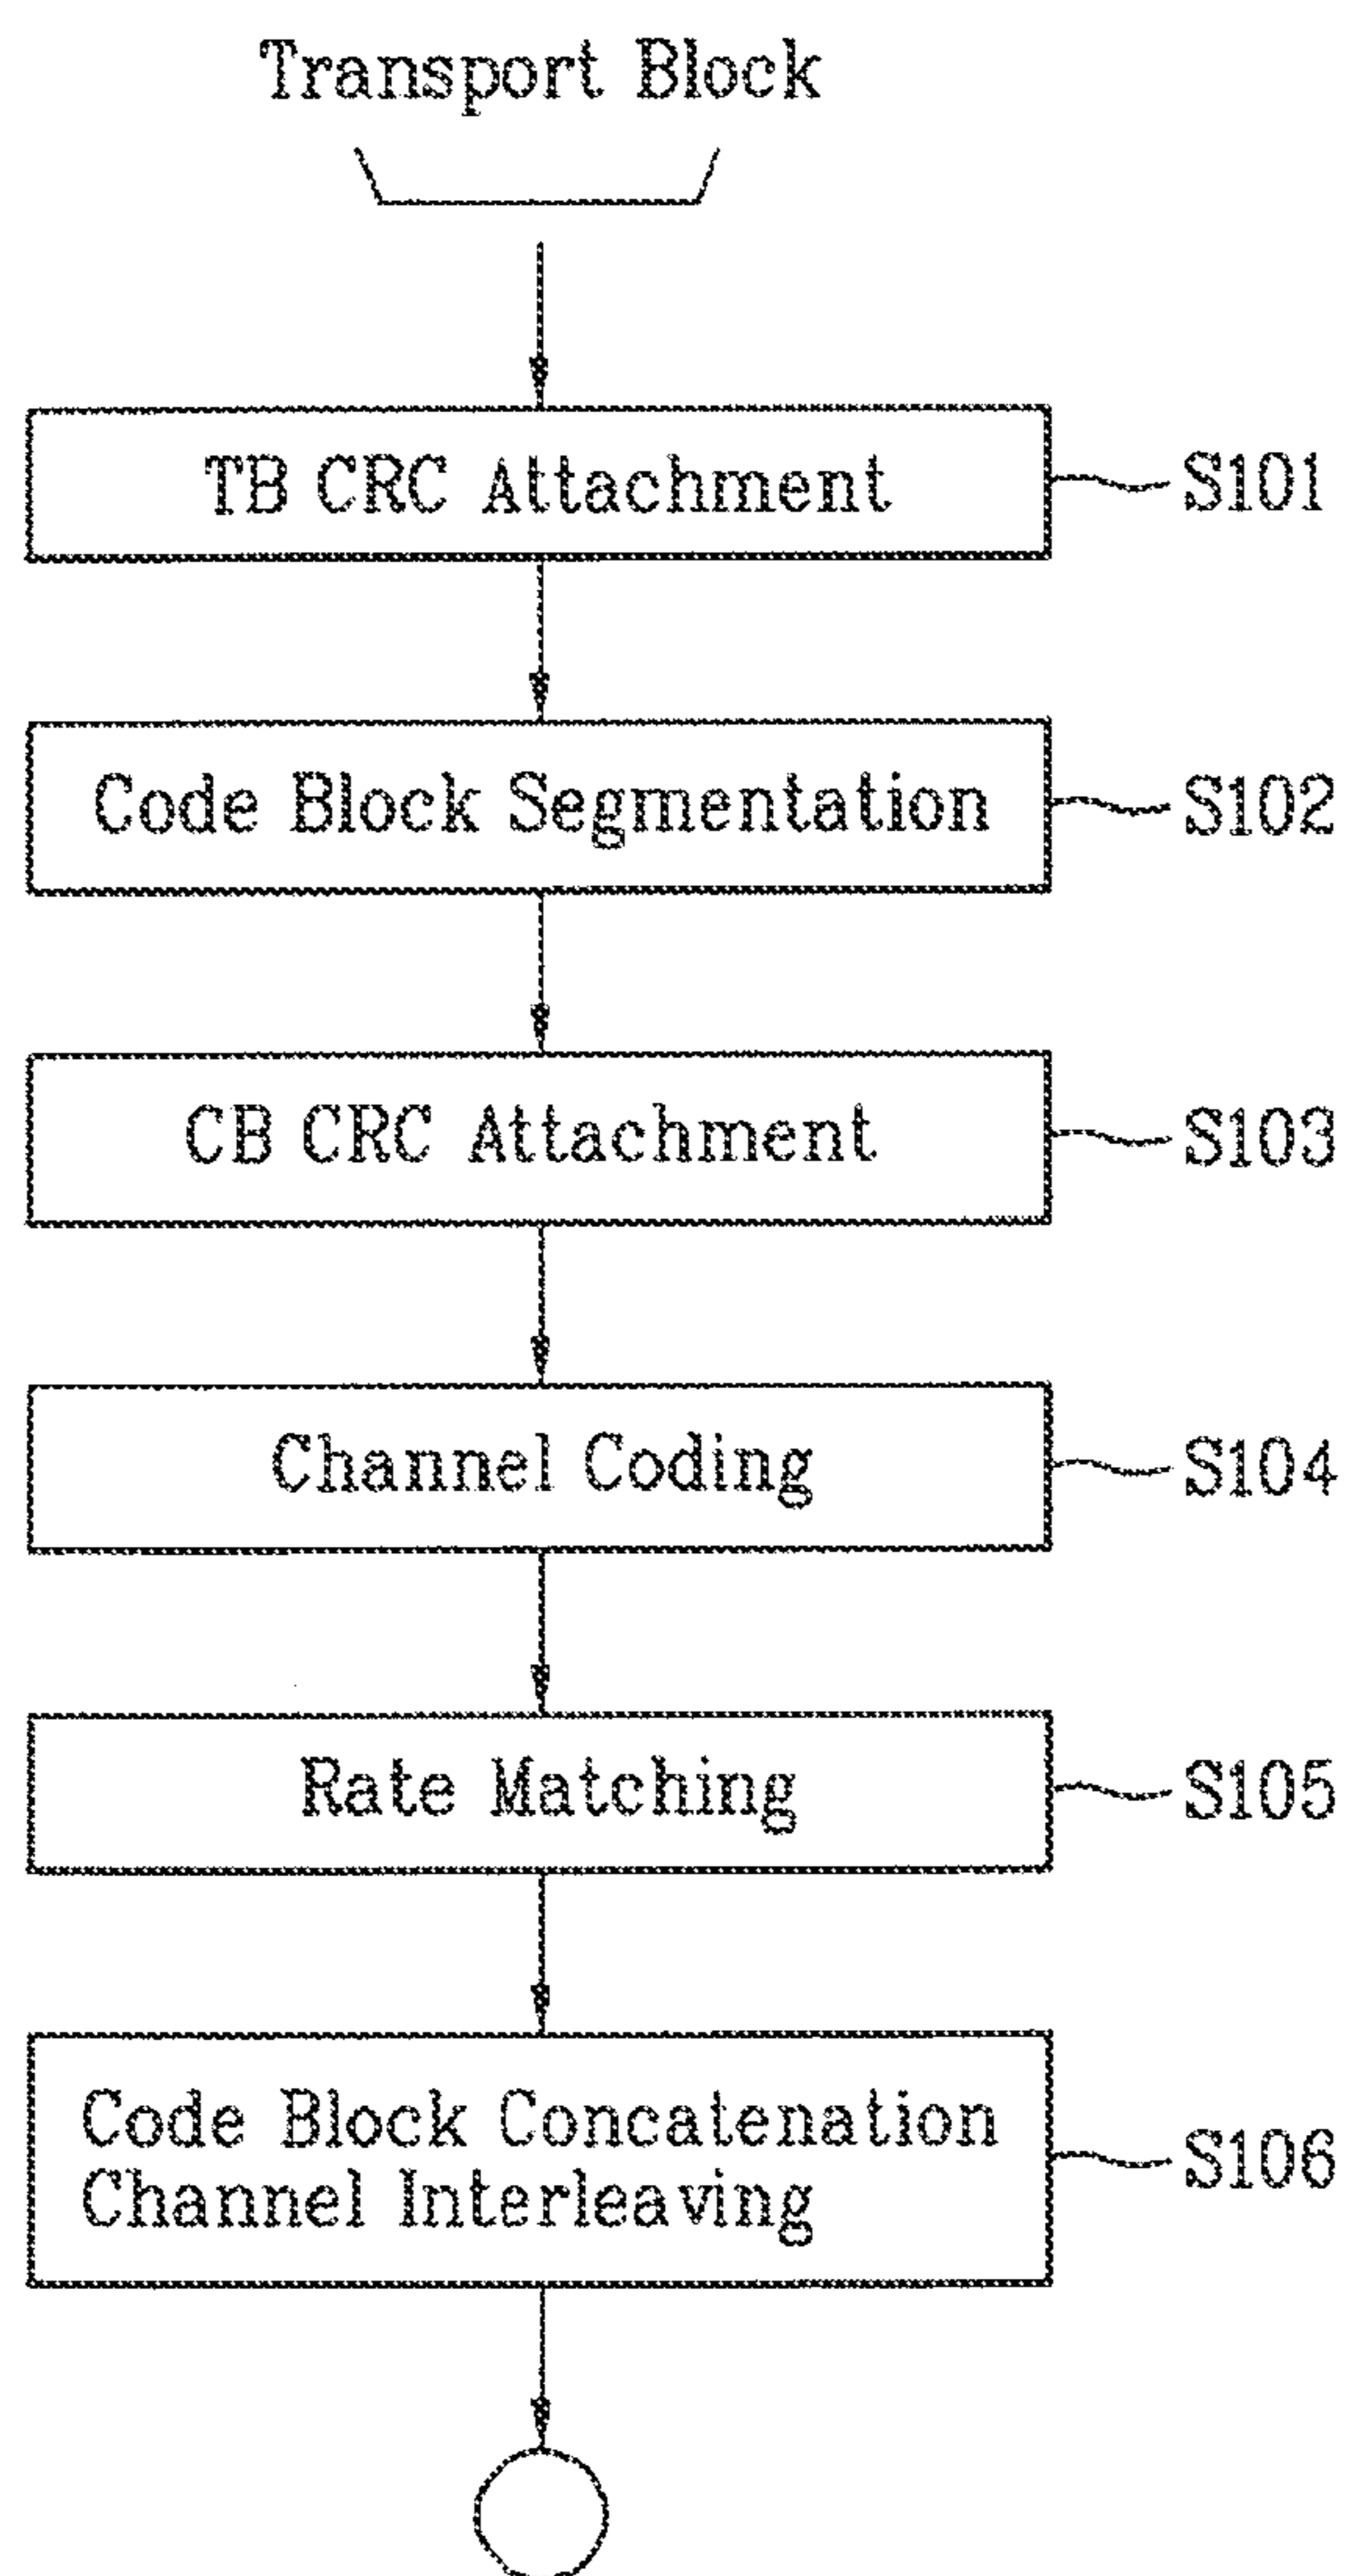 Transport Block
TB CRC Attachment
S101
Code Block Segmentation
S102
CB CRC Attachment
S103
Channel Coding
S104
Rate Matching
S105
Code Block Concatenation
Channel Interleaving
S106